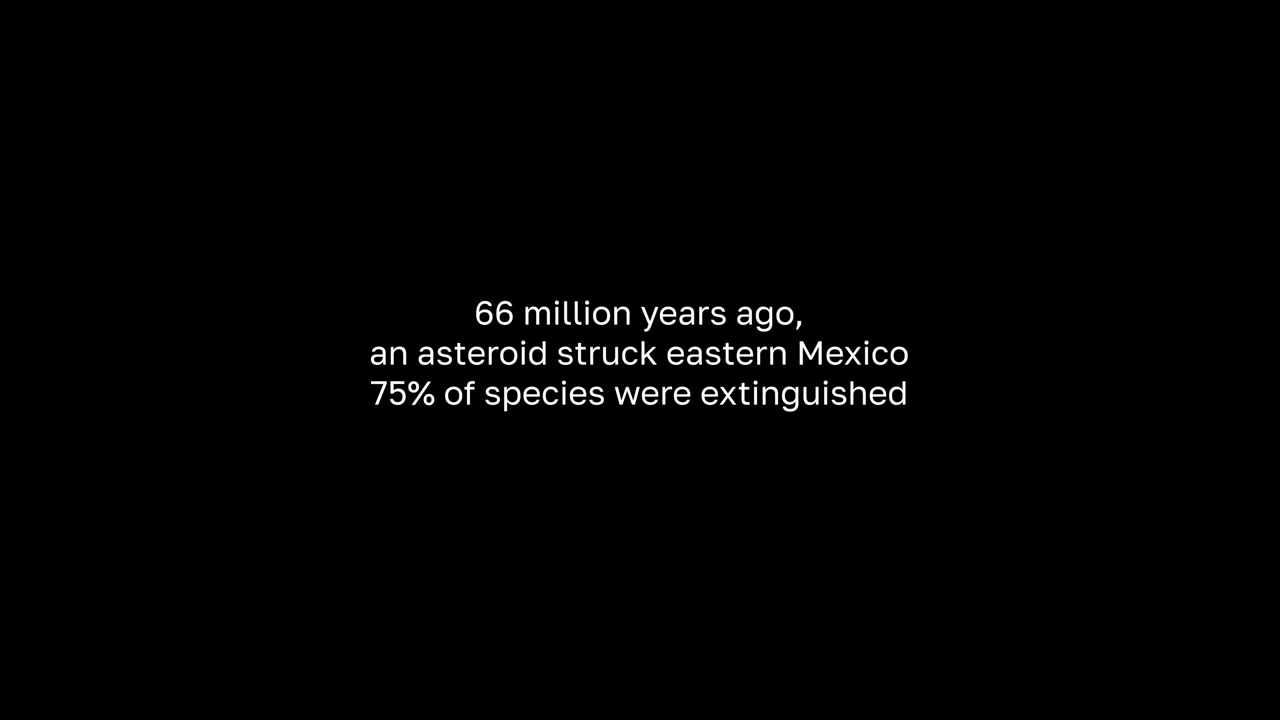 66 million years ago,
an asteroid struck eastern Mexico
75% of species were extinguished